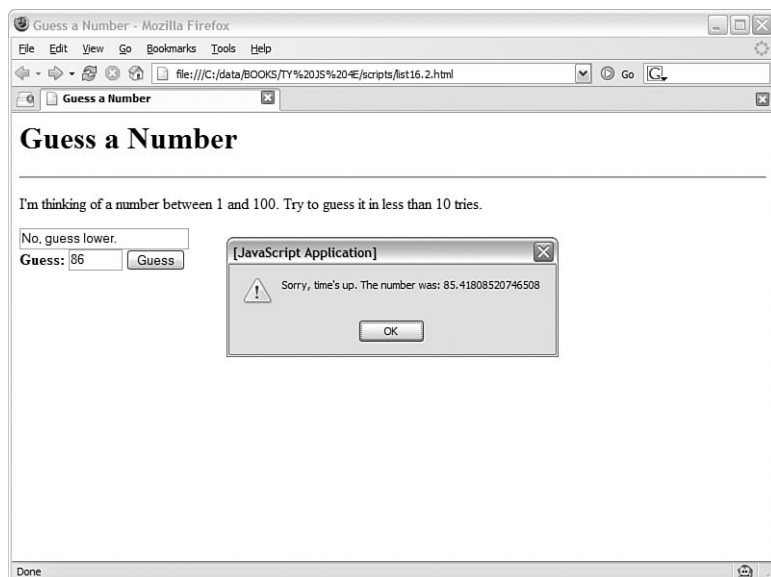 Guess a Number - Mozilla Firefox
File Edit View Go Bookmarks Tools Help
file:///C:/data/BOOKS/TY%20JS%204E/scripts/list16.2.html Go G
Guess a Number
Guess a Number
I'm thinking of a number between 1 and 100. Try to guess it in less than 10 tries.
No, guess lower.
Guess: 86 Guess
[JavaScript Application]
Sorry, time's up. The number was: 85.41808520746508
OK
Done